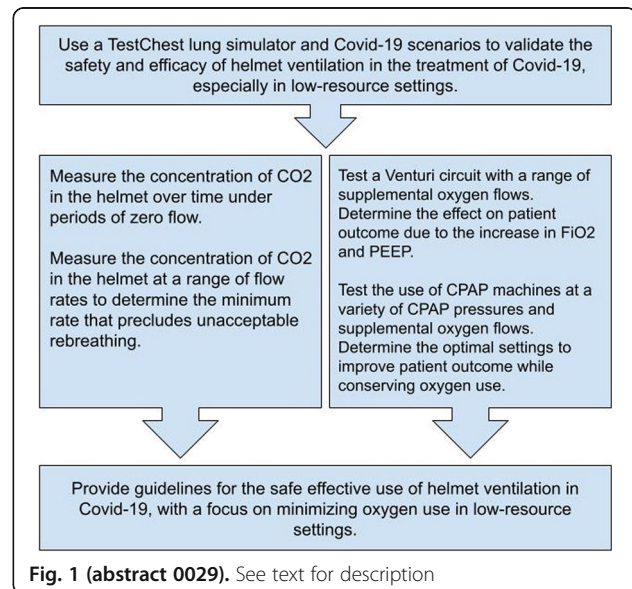 Use a TestChest lung simulator and Covid-19 scenarios to validate the
safety and efficacy of helmet ventilation in the treatment of Covid-19,
especially in low-resource settings.
Measure the concentration of CO2
in the helmet over time under
periods of zero flow.
Measure the concentration of CO2
in the helmet at a range of flow
rates to determine the minimum
rate that precludes unacceptable
rebreathing.
Test a Venturi circuit with a range of
supplemental oxygen flows.
Determine the effect on patient
outcome due to the increase in FiO2
and PEEP.
Test the use of CPAP machines at a
variety of CPAP pressures and
supplemental oxygen flows.
Determine the optimal settings to
improve patient outcome while
conserving oxygen use.
Provide guidelines for the safe effective use of helmet ventilation in
Covid-19, with a focus on minimizing oxygen use in low-resource
settings.
Fig. 1 (abstract 0029). See text for description